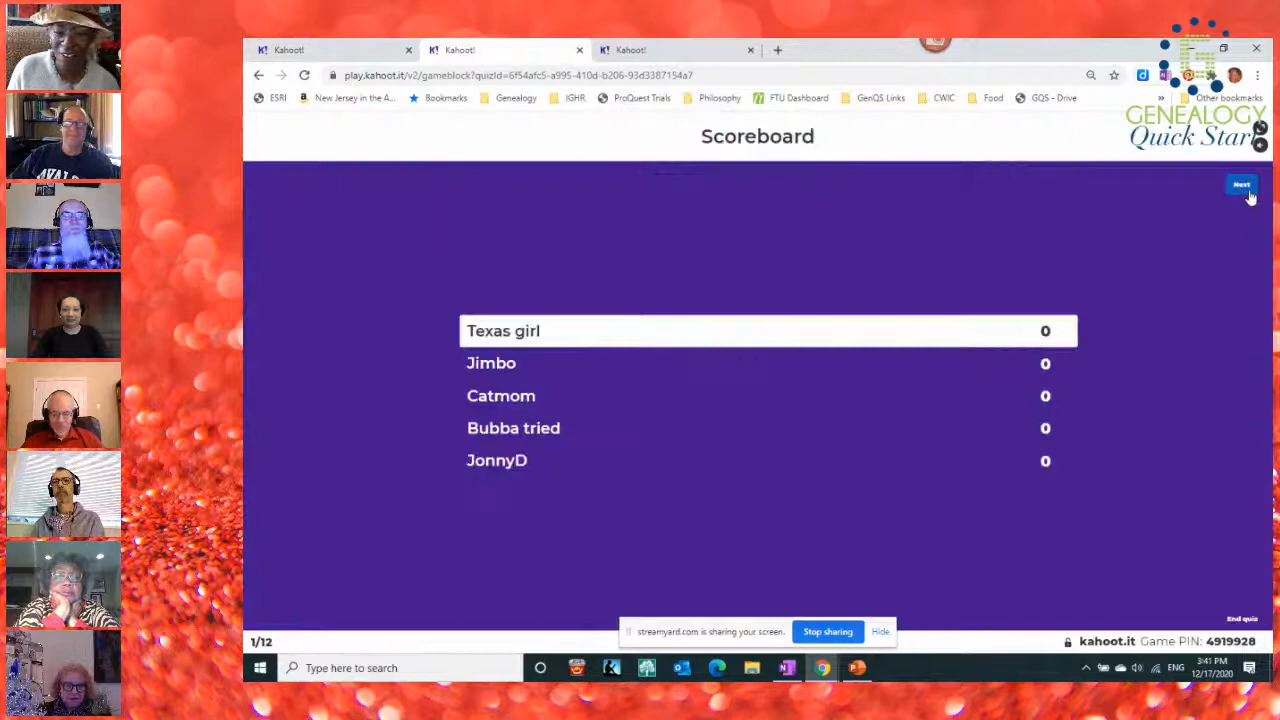 Kahoot!
Kahoot!
Kahoot!
play.kahoot.it/v2/gameblock?quizId=6f54afc5-a995-410d-b206-93d3387154a7
ESRI
New Jersey in the A...
Bookmarks
Genealogy
IGHR
ProQuest Trials
Philosophy
FTU Dashboard
GenQS Links
CWIC
Food
GQS - Drive
»
Other bookmarks
GENEALOGY
Quick Start
Scoreboard
Next
Texas girl 0
Jimbo 0
Catmom 0
Bubba tried 0
JonnyD 0
End quiz
streamyard.com is sharing your screen.
Stop sharing
Hide
1/12
kahoot.it Game PIN: 4919928
Type here to search
ENG
3:41 PM
12/17/2020